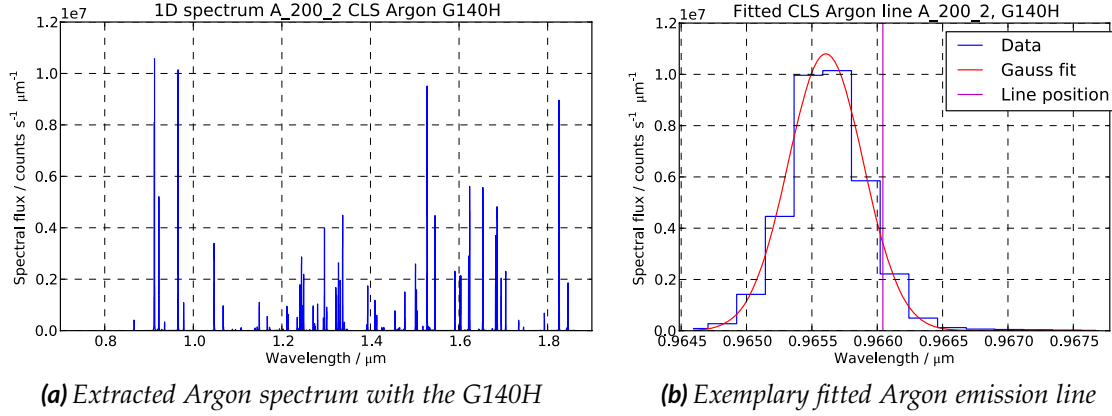 1D spectrum A_200_2 CLS Argon G140H
1e7
Spectral flux / counts s⁻¹ μm⁻¹
1.2
1.0
0.8
0.6
0.4
0.2
0.0
0.8 1.0 1.2 1.4 1.6 1.8
Wavelength / μm
(a) Extracted Argon spectrum with the G140H
Fitted CLS Argon line A_200_2, G140H
1e7
Spectral flux / counts s⁻¹ μm⁻¹
1.2
1.0
0.8
0.6
0.4
0.2
0.0
Data
Gauss fit
Line position
0.9645 0.9650 0.9655 0.9660 0.9665 0.9670 0.9675
Wavelength / μm
(b) Exemplary fitted Argon emission line